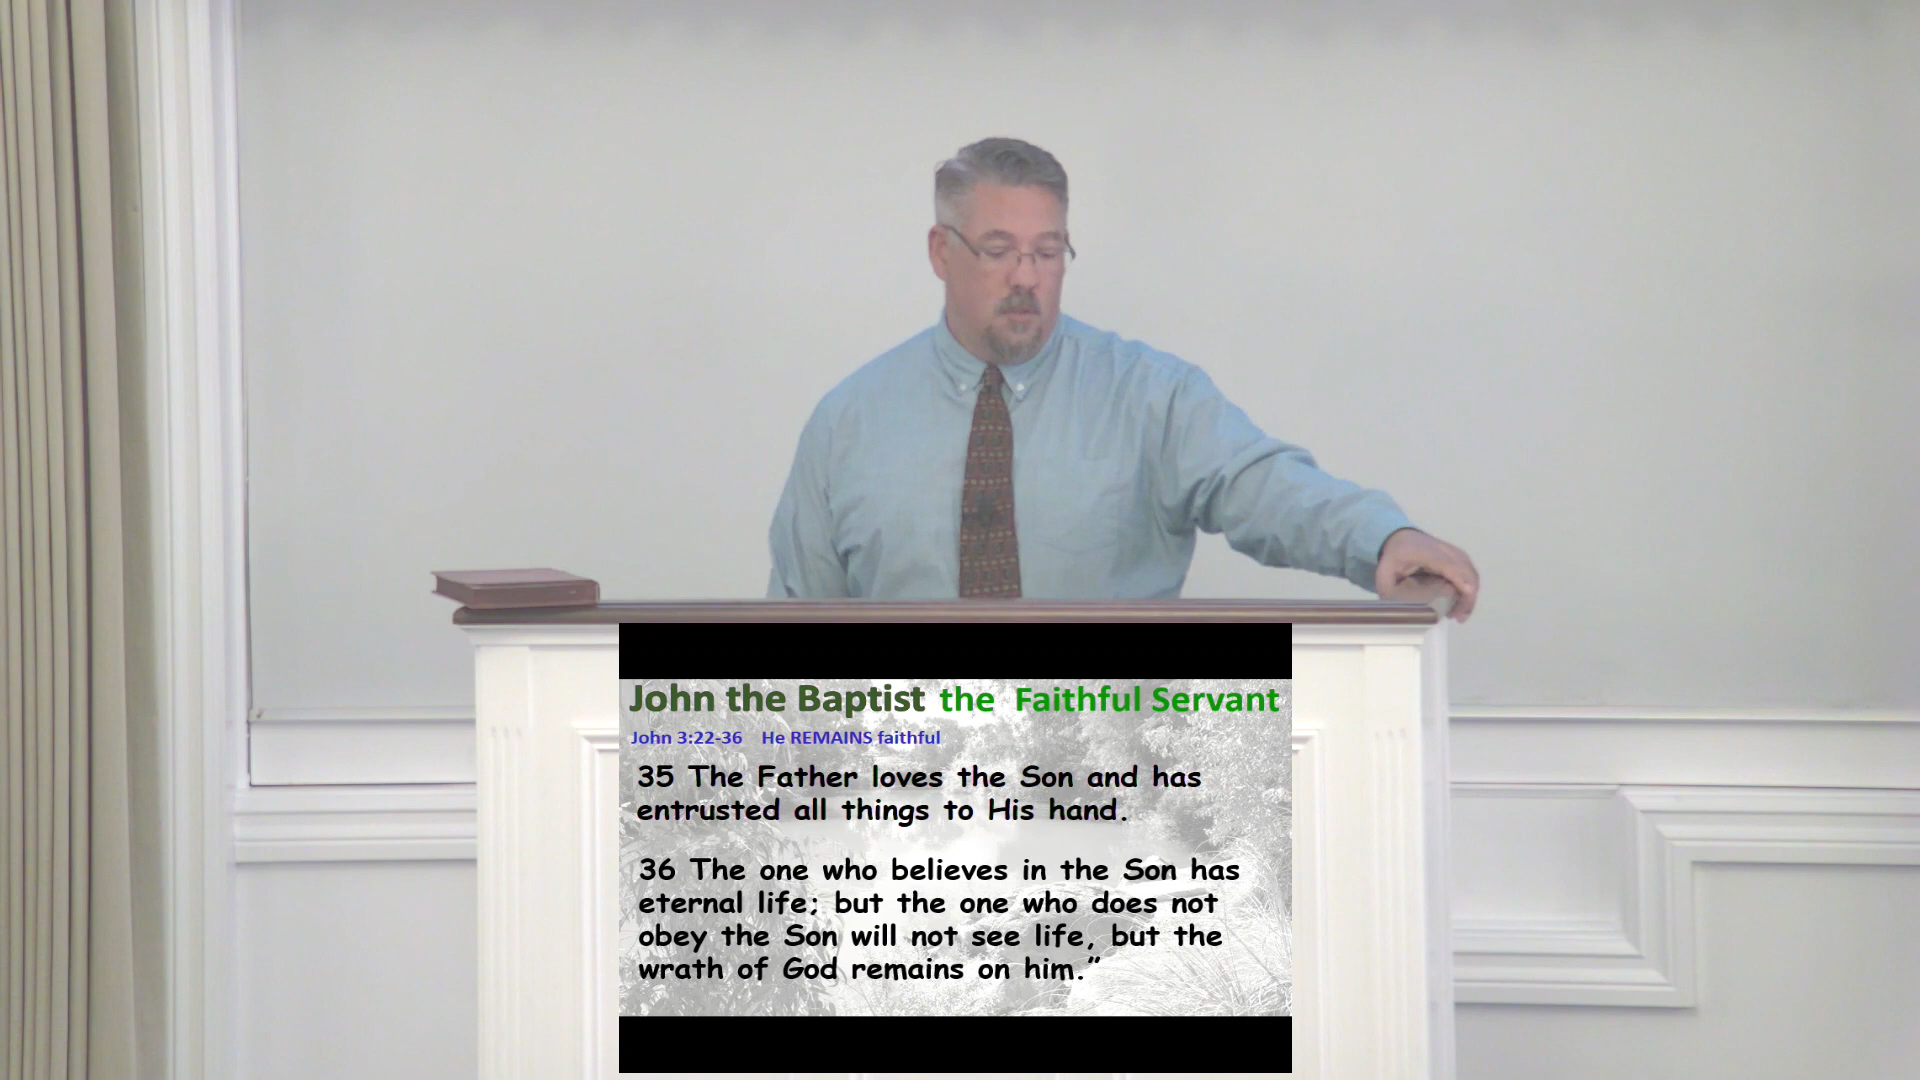 John the Baptist the Faithful Servant
John 3:22-36 He REMAINS faithful
35 The Father loves the Son and has
entrusted all things to His hand.
36 The one who believes in the Son has
eternal life; but the one who does not
obey the Son will not see life, but the
wrath of God remains on him.”